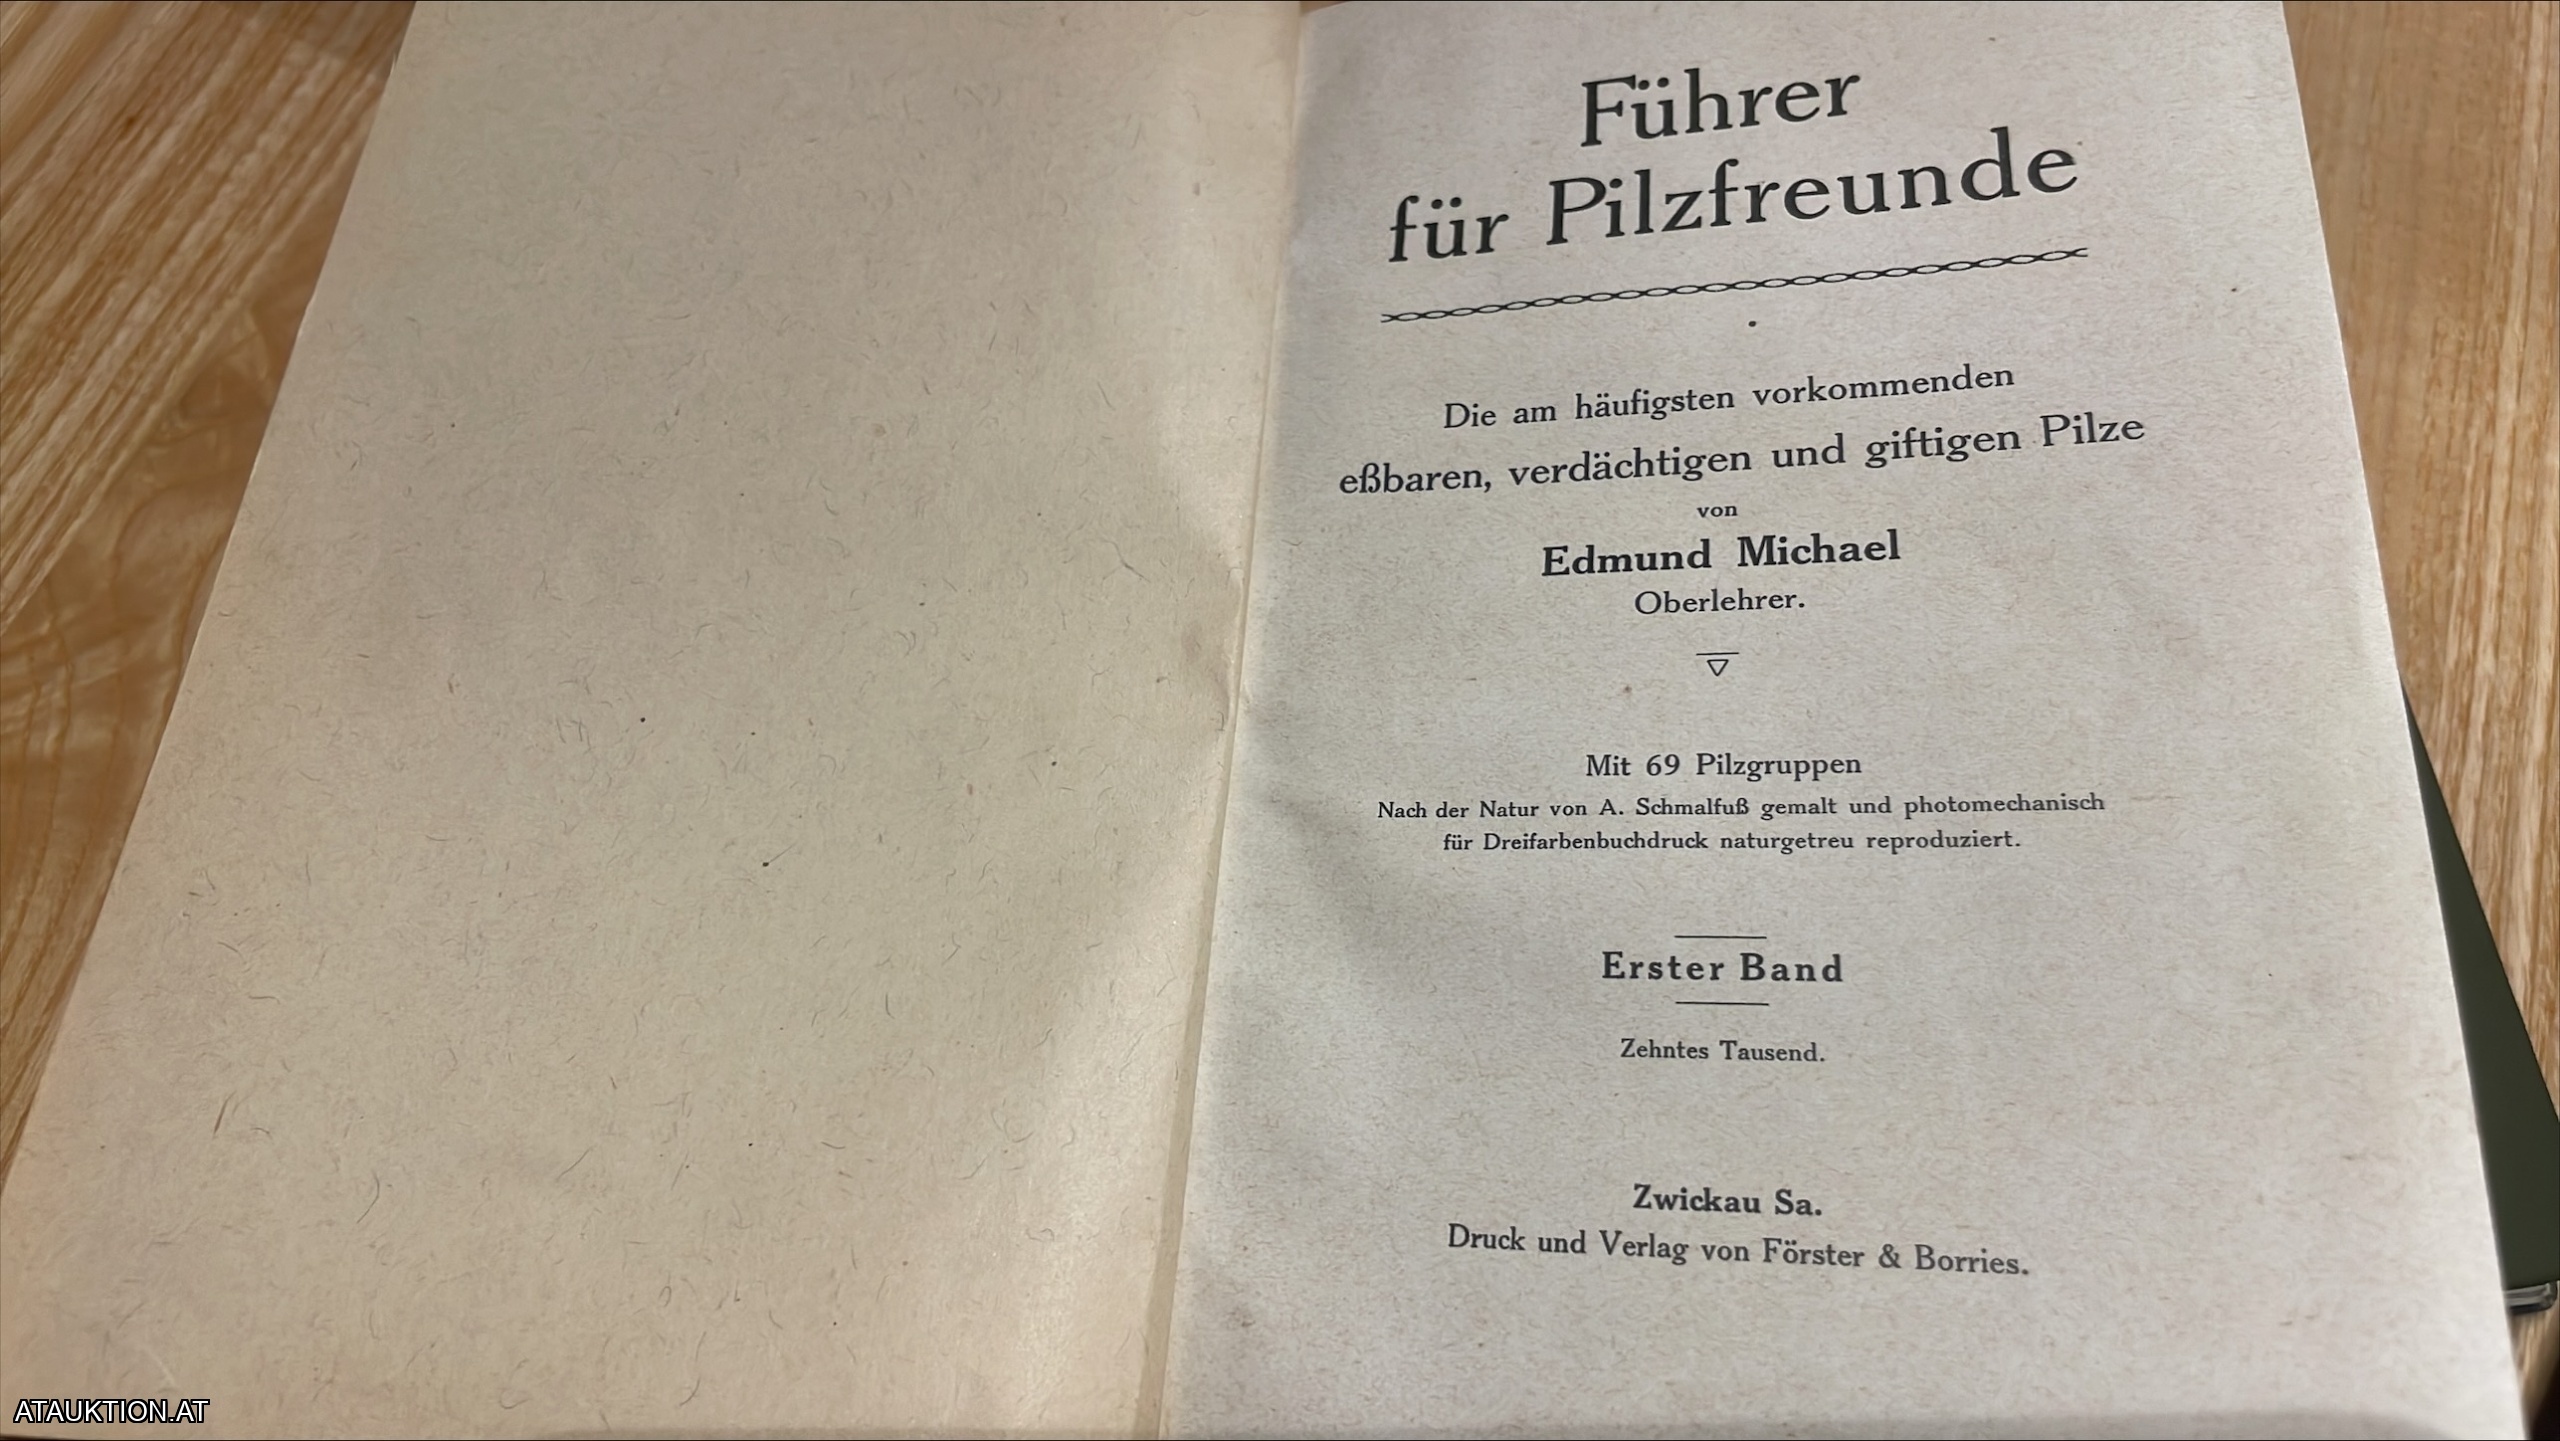 Führer
für Pilzfreunde
Die am häufigsten vorkommenden
eßbaren, verdächtigen und giftigen Pilze
von
Edmund Michael
Oberlehrer.
Mit 69 Pilzgruppen
Nach der Natur von A. Schmalfuß gemalt und photomechanisch
für Dreifarbenbuchdruck naturgetreu reproduziert.
Erster Band
Zehntes Tausend.
Zwickau Sa.
Druck und Verlag von Förster & Borries.
ATAUKTION.AT